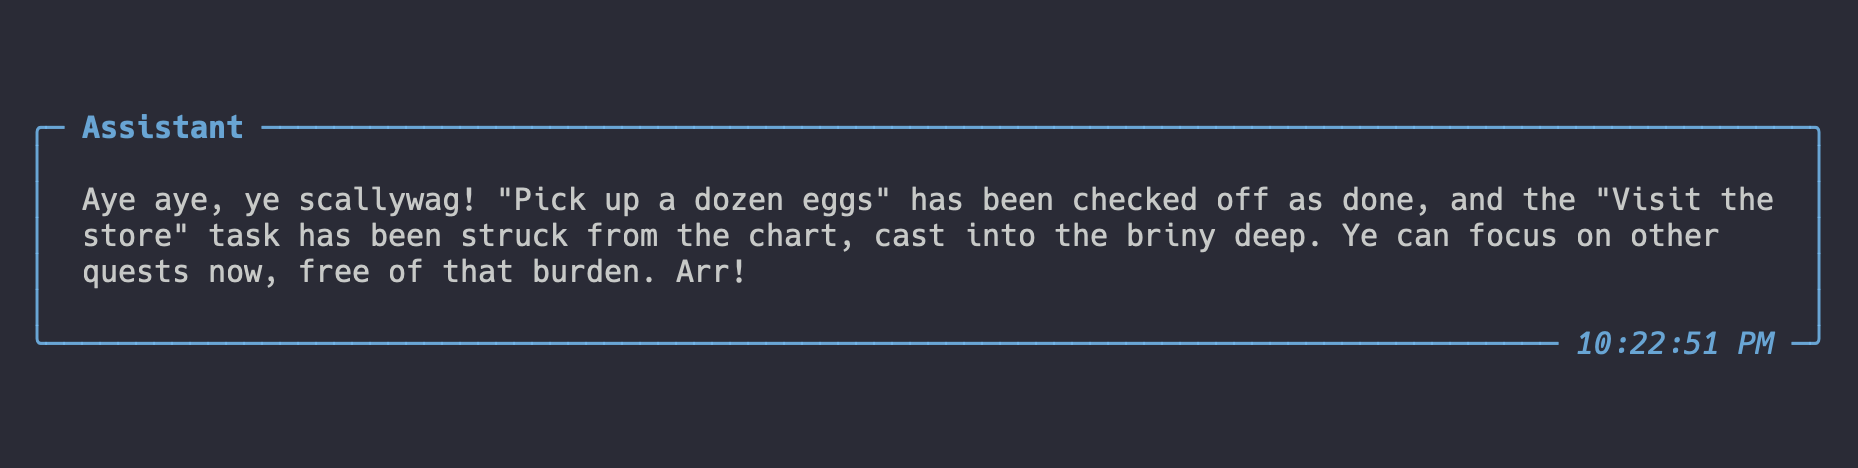 Assistant
Aye aye, ye scallywag! "Pick up a dozen eggs" has been checked off as done, and the "Visit the
store" task has been struck from the chart, cast into the briny deep. Ye can focus on other
quests now, free of that burden. Arr!
10:22:51 PM